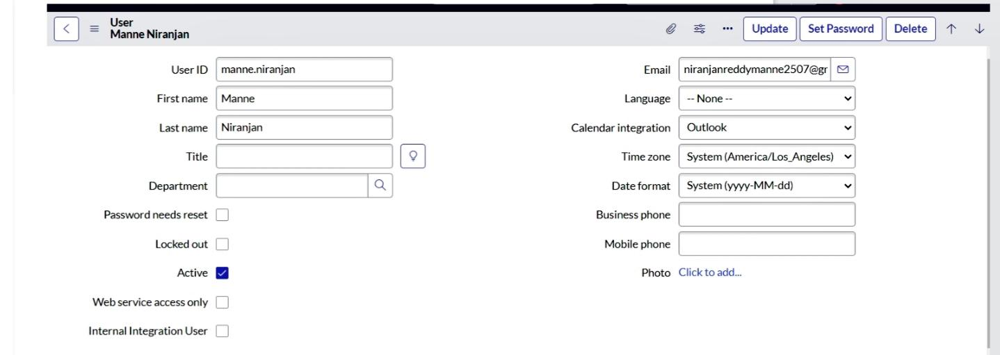 User
Manne Niranjan
Update
Set Password
Delete
User ID manne.niranjan
First name Manne
Last name Niranjan
Title
Department
Password needs reset
Locked out
Active
Web service access only
Internal Integration User
Email niranjanreddymanne2507@gr
Language -- None --
Calendar integration Outlook
Time zone System (America/Los_Angeles)
Date format System (yyyy-MM-dd)
Business phone
Mobile phone
Photo Click to add...